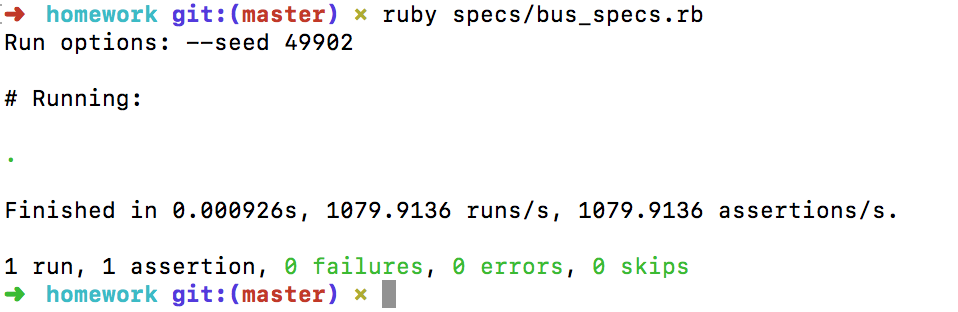 ➜ homework git:(master) ✗ ruby specs/bus_specs.rb
Run options: --seed 49902
# Running:
.
Finished in 0.000926s, 1079.9136 runs/s, 1079.9136 assertions/s.
1 run, 1 assertion, 0 failures, 0 errors, 0 skips
➜ homework git:(master) ✗